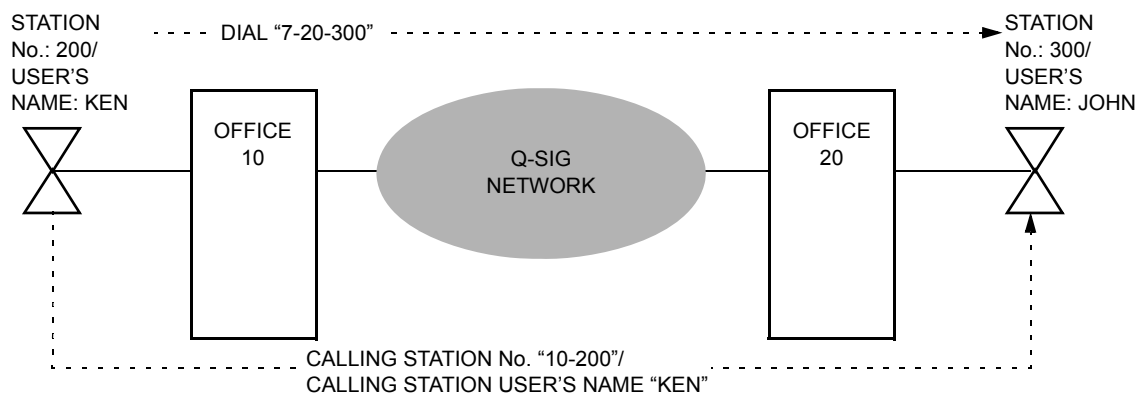 STATION
No.: 200/
USER’S
NAME: KEN
DIAL “7-20-300”
STATION
No.: 300/
USER’S
NAME: JOHN
OFFICE
10
Q-SIG
NETWORK
OFFICE
20
CALLING STATION No. “10-200”/
CALLING STATION USER’S NAME “KEN”